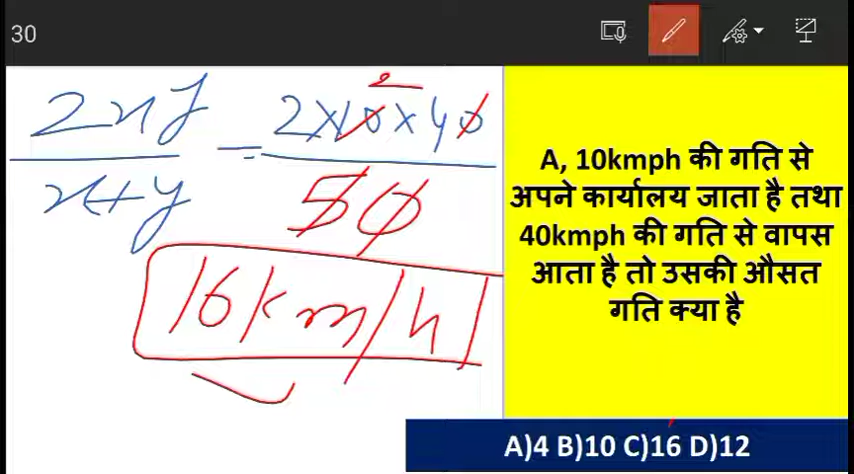 30
2xy = 2×10×40
2
x+y 50
16km/h
A, 10kmph की गति से
अपने कार्यालय जाता है तथा
40kmph की गति से वापस
आता है तो उसकी औसत
गति क्या है
A)4 B)10 C)16 D)12